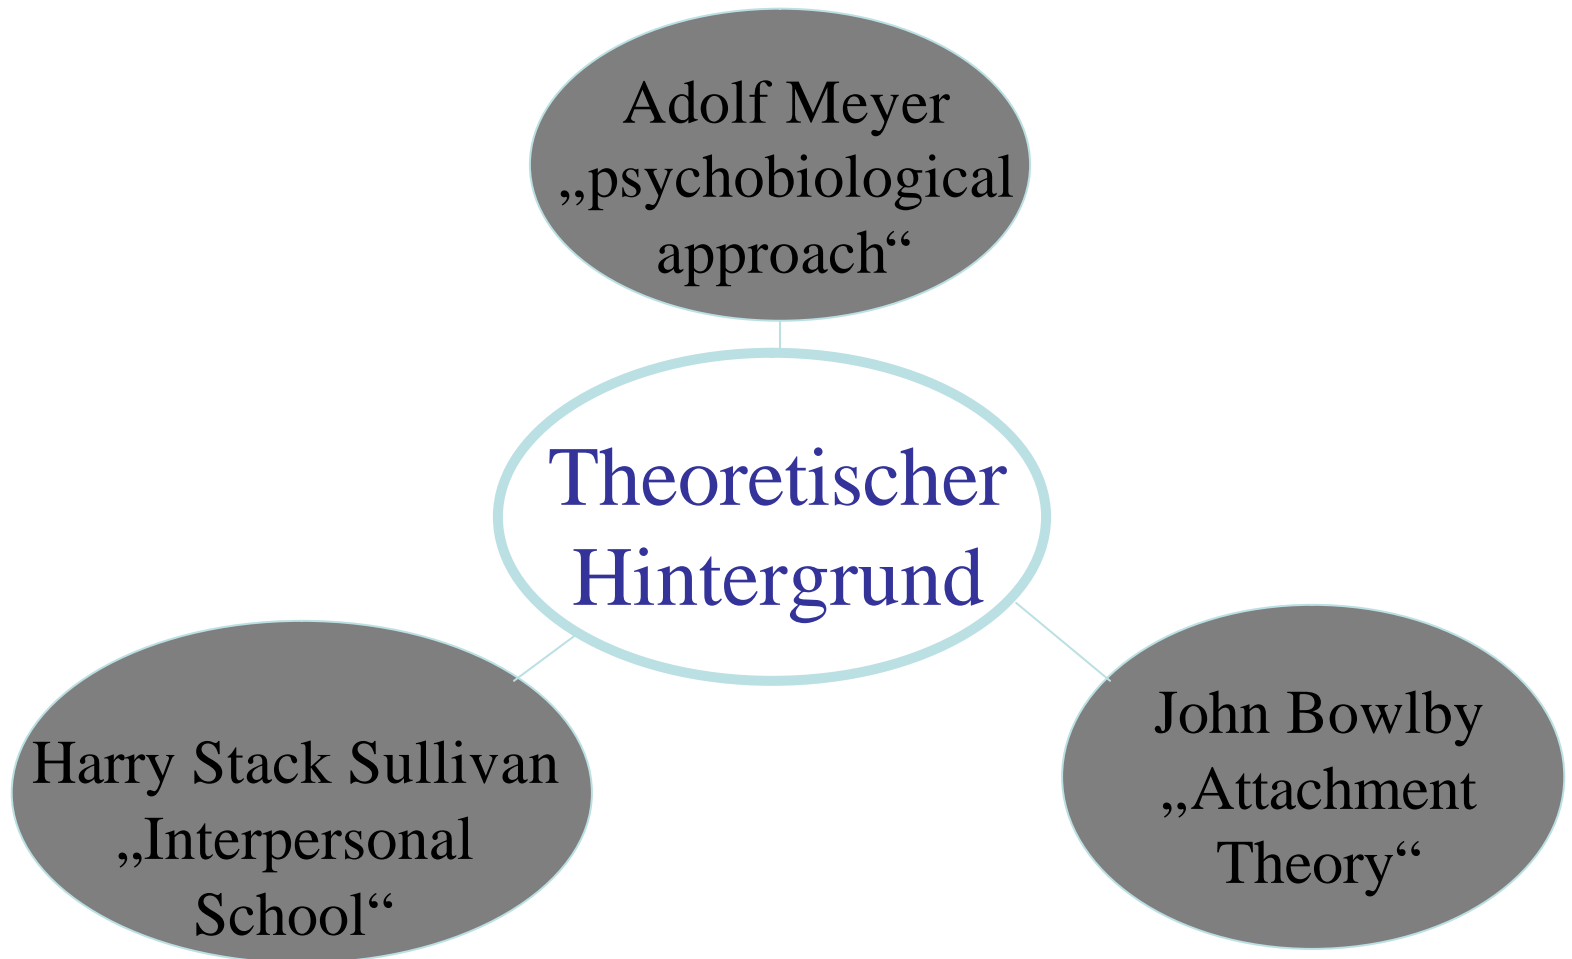 Adolf Meyer
„psychobiological
approach“
Theoretischer
Hintergrund
Harry Stack Sullivan
„Interpersonal
School“
John Bowlby
„Attachment
Theory“